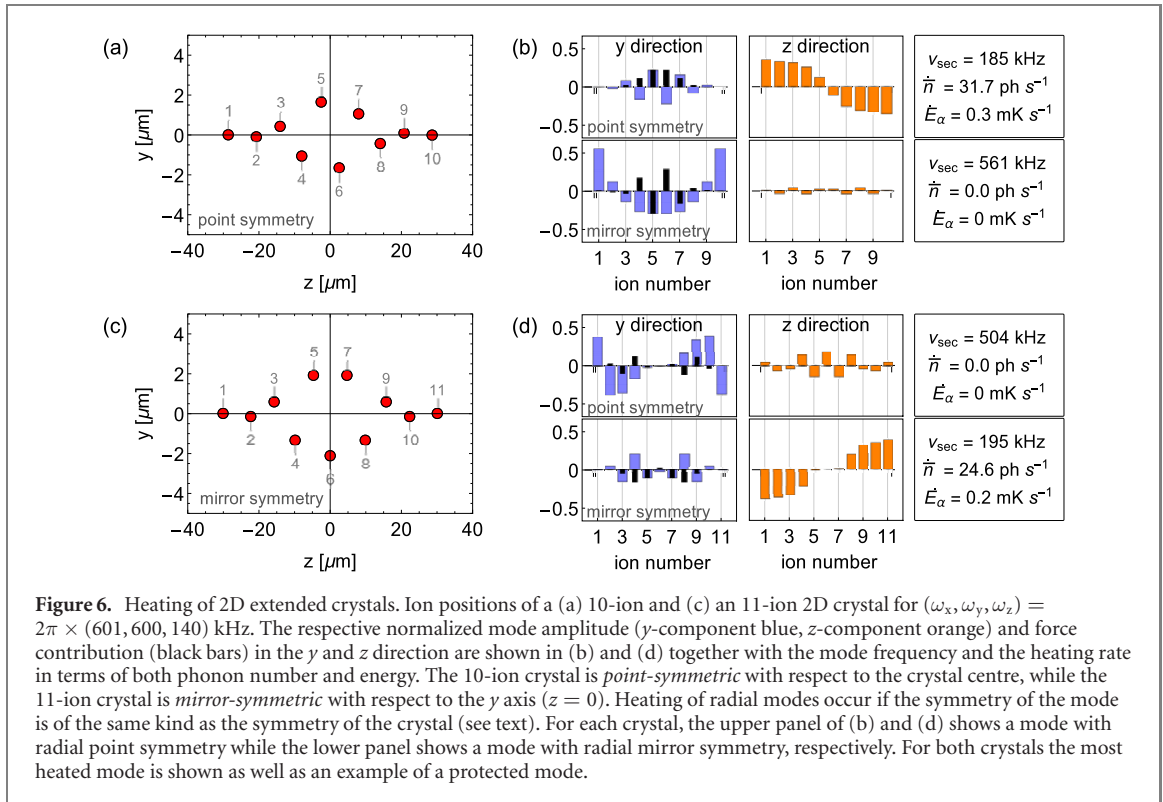 (a)
4
2
0
−2
−4
y [μm]
1
2
3
4
5
6
7
8
9
10
point symmetry
−40
−20
0
20
40
z [μm]
(b)
y direction
z direction
0.5
0
−0.5
point symmetry
0.5
0
−0.5
mirror symmetry
1
3
5
7
9
1
3
5
7
9
ion number
ion number
νsec = 185 kHz
n̄̇ = 31.7 ph s⁻¹
Ėα = 0.3 mK s⁻¹
νsec = 561 kHz
n̄̇ = 0.0 ph s⁻¹
Ėα = 0 mK s⁻¹
(c)
4
2
0
−2
−4
y [μm]
1
2
3
4
5
6
7
8
9
10
11
mirror symmetry
−40
−20
0
20
40
z [μm]
(d)
y direction
z direction
0.5
0
−0.5
point symmetry
0.5
0
−0.5
mirror symmetry
1
3
5
7
9
11
1
3
5
7
9
11
ion number
ion number
νsec = 504 kHz
n̄̇ = 0.0 ph s⁻¹
Ėα = 0 mK s⁻¹
νsec = 195 kHz
n̄̇ = 24.6 ph s⁻¹
Ėα = 0.2 mK s⁻¹
Figure 6. Heating of 2D extended crystals. Ion positions of a (a) 10-ion and (c) an 11-ion 2D crystal for (ωx, ωy, ωz) =
2π × (601, 600, 140) kHz. The respective normalized mode amplitude (y-component blue, z-component orange) and force
contribution (black bars) in the y and z direction are shown in (b) and (d) together with the mode frequency and the heating rate
in terms of both phonon number and energy. The 10-ion crystal is point-symmetric with respect to the crystal centre, while the
11-ion crystal is mirror-symmetric with respect to the y axis (z = 0). Heating of radial modes occur if the symmetry of the mode
is of the same kind as the symmetry of the crystal (see text). For each crystal, the upper panel of (b) and (d) shows a mode with
radial point symmetry while the lower panel shows a mode with radial mirror symmetry, respectively. For both crystals the most
heated mode is shown as well as an example of a protected mode.